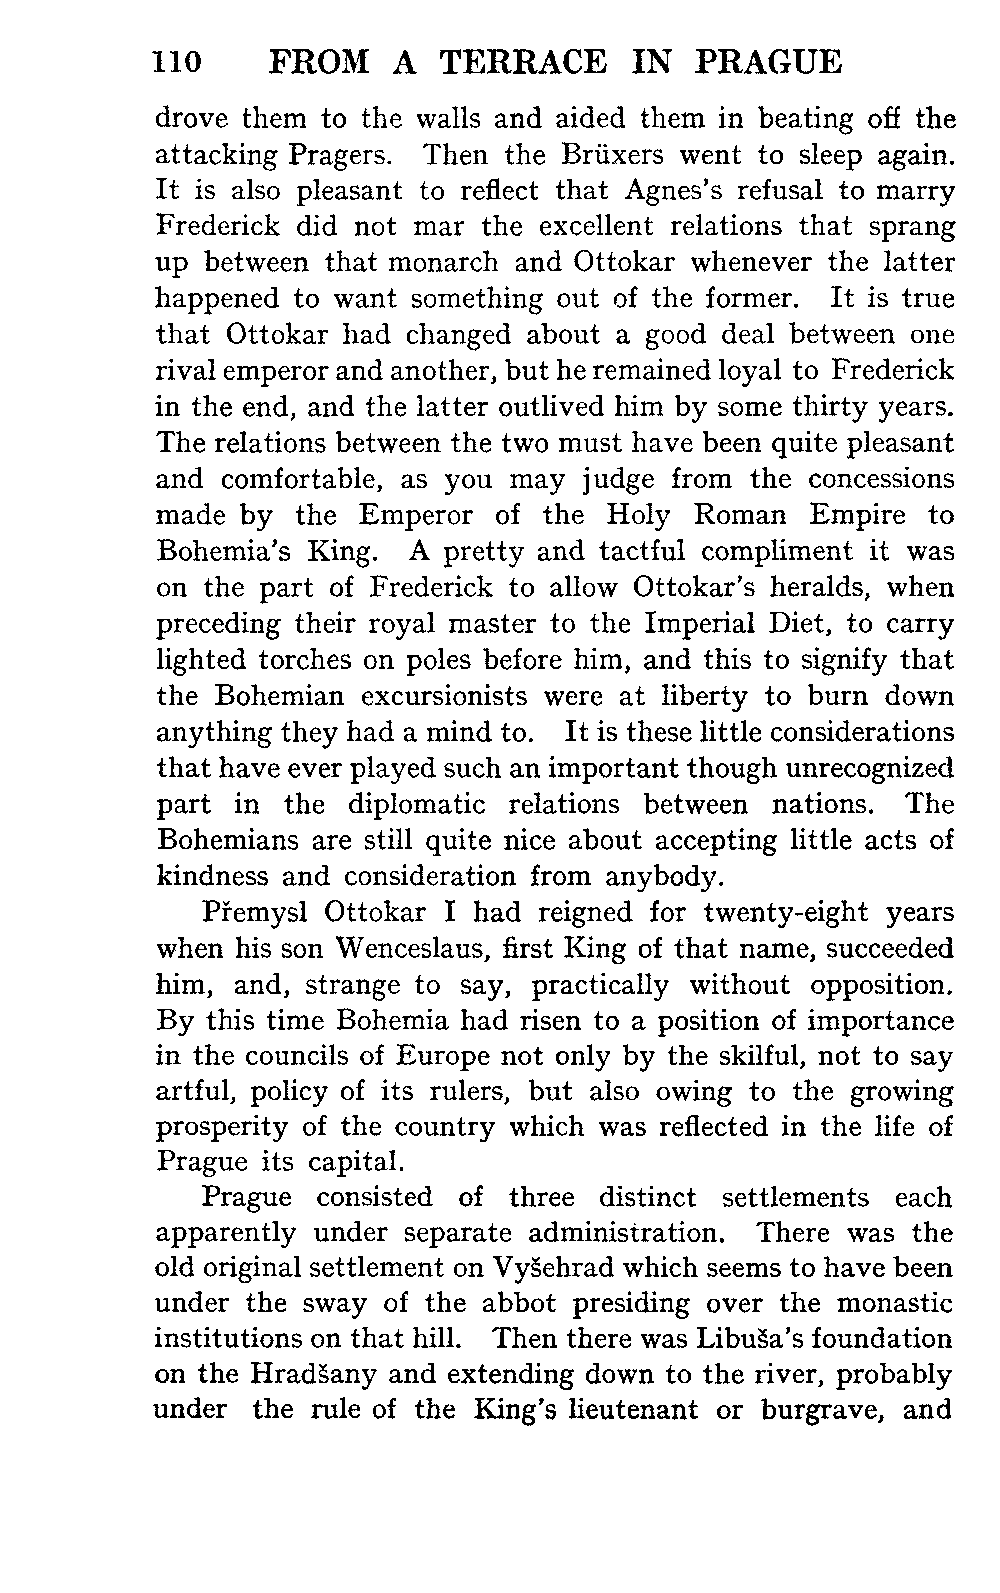 110 FROM A TERRACE IN PRAGUE
drove them to the walls and aided them in beating off the
attacking Pragers. Then the Brüxers went to sleep again.
It is also pleasant to reflect that Agnes's refusal to marry
Frederick did not mar the excellent relations that sprang
up between that monarch and Ottokar whenever the latter
happened to want something out of the former. It is true
that Ottokar had changed about a good deal between one
rival emperor and another, but he remained loyal to Frederick
in the end, and the latter outlived him by some thirty years.
The relations between the two must have been quite pleasant
and comfortable, as you may judge from the concessions
made by the Emperor of the Holy Roman Empire to
Bohemia's King. A pretty and tactful compliment it was
on the part of Frederick to allow Ottokar's heralds, when
preceding their royal master to the Imperial Diet, to carry
lighted torches on poles before him, and this to signify that
the Bohemian excursionists were at liberty to burn down
anything they had a mind to. It is these little considerations
that have ever played such an important though unrecognized
part in the diplomatic relations between nations. The
Bohemians are still quite nice about accepting little acts of
kindness and consideration from anybody.
Přemysl Ottokar I had reigned for twenty-eight years
when his son Wenceslaus, first King of that name, succeeded
him, and, strange to say, practically without opposition.
By this time Bohemia had risen to a position of importance
in the councils of Europe not only by the skilful, not to say
artful, policy of its rulers, but also owing to the growing
prosperity of the country which was reflected in the life of
Prague its capital.
Prague consisted of three distinct settlements each
apparently under separate administration. There was the
old original settlement on Vyšehrad which seems to have been
under the sway of the abbot presiding over the monastic
institutions on that hill. Then there was Libuša's foundation
on the Hradšany and extending down to the river, probably
under the rule of the King's lieutenant or burgrave, and